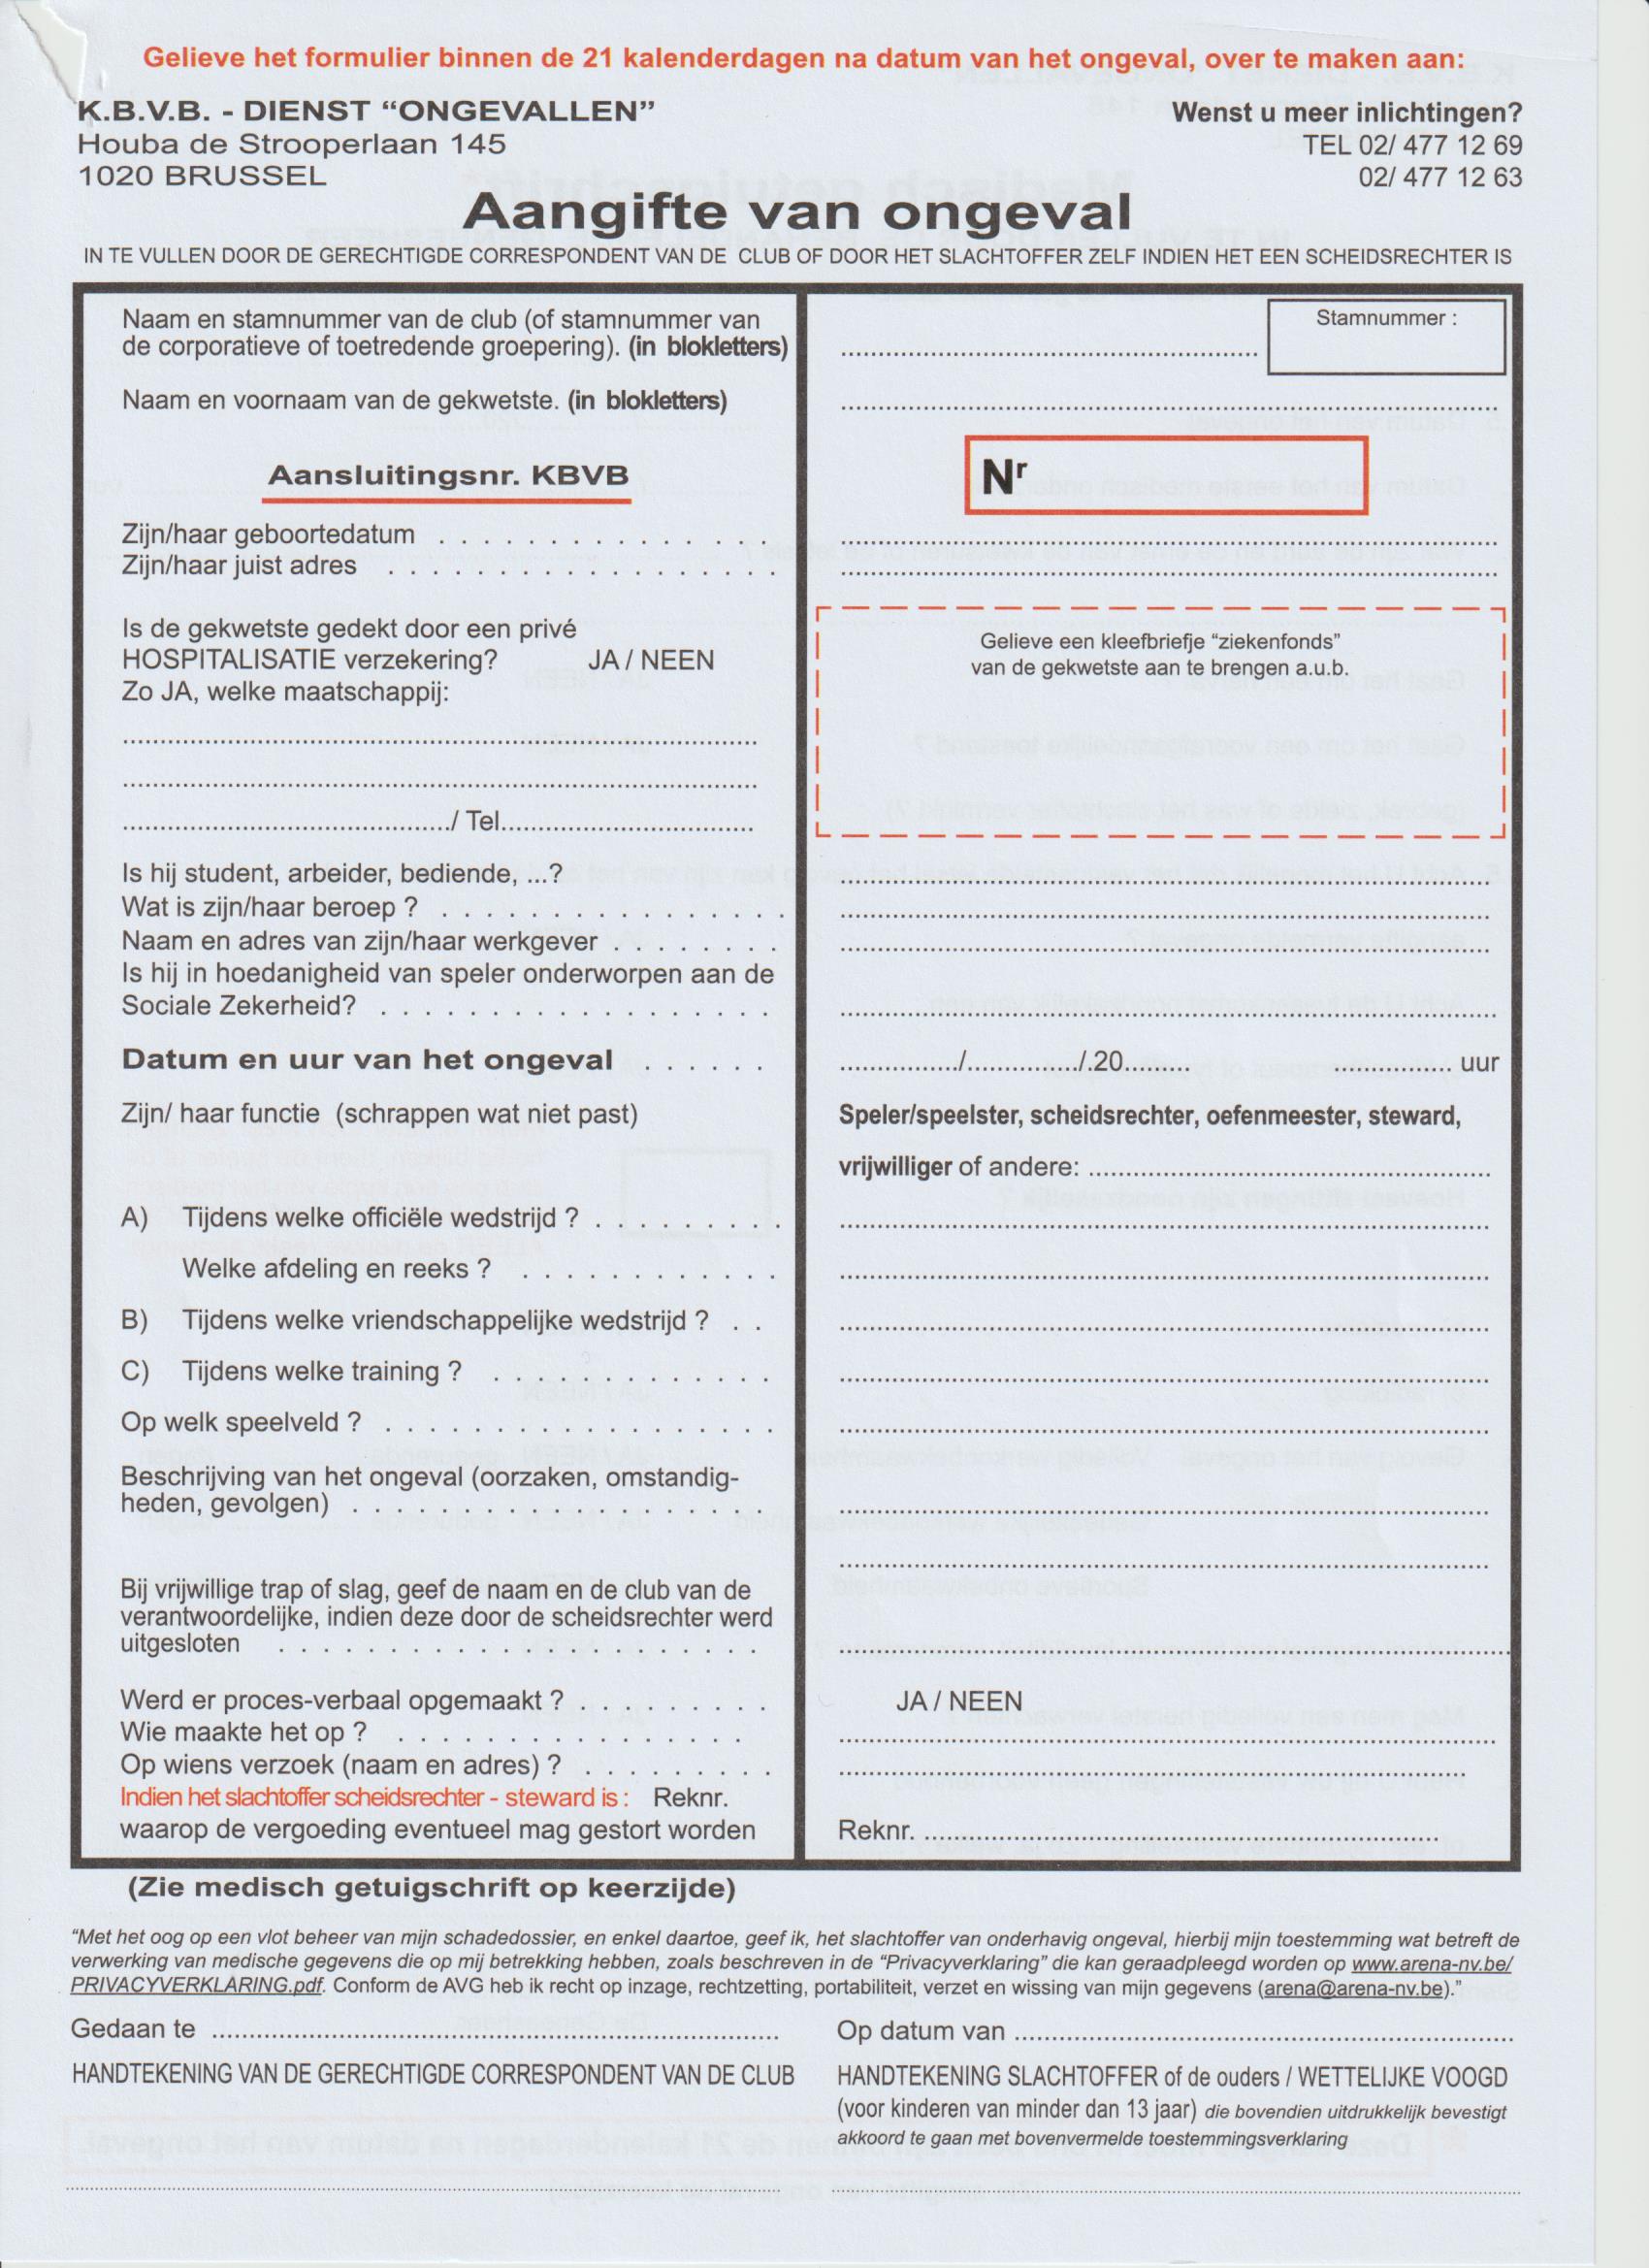 Gelieve het formulier binnen de 21 kalenderdagen na datum van het ongeval, over te maken aan:
K.B.V.B. - DIENST “ONGEVALLEN”
Houba de Strooperlaan 145
1020 BRUSSEL
Wenst u meer inlichtingen?
TEL 02/ 477 12 69
02/ 477 12 63
Aangifte van ongeval
IN TE VULLEN DOOR DE GERECHTIGDE CORRESPONDENT VAN DE CLUB OF DOOR HET SLACHTOFFER ZELF INDIEN HET EEN SCHEIDSRECHTER IS
Naam en stamnummer van de club (of stamnummer van
de corporatieve of toetredende groepering). (in blokletters)
Stamnummer :
Naam en voornaam van de gekwetste. (in blokletters)
Aansluitingsnr. KBVB
Nr
Zijn/haar geboortedatum
Zijn/haar juist adres
Is de gekwetste gedekt door een privé
HOSPITALISATIE verzekering? JA / NEEN
Zo JA, welke maatschappij:
/ Tel.
Gelieve een kleefbriefje “ziekenfonds”
van de gekwetste aan te brengen a.u.b.
Is hij student, arbeider, bediende, ...?
Wat is zijn/haar beroep ?
Naam en adres van zijn/haar werkgever
Is hij in hoedanigheid van speler onderworpen aan de
Sociale Zekerheid?
Datum en uur van het ongeval ......../......../.20........ ........ uur
Zijn/ haar functie (schrappen wat niet past) Speler/speelster, scheidsrechter, oefenmeester, steward,
vrijwilliger of andere:
A) Tijdens welke officiële wedstrijd ?
Welke afdeling en reeks ?
B) Tijdens welke vriendschappelijke wedstrijd ?
C) Tijdens welke training ?
Op welk speelveld ?
Beschrijving van het ongeval (oorzaken, omstandig-
heden, gevolgen)
Bij vrijwillige trap of slag, geef de naam en de club van de
verantwoordelijke, indien deze door de scheidsrechter werd
uitgesloten
Werd er proces-verbaal opgemaakt ? JA / NEEN
Wie maakte het op ?
Op wiens verzoek (naam en adres) ?
Indien het slachtoffer scheidsrechter - steward is : Reknr.
waarop de vergoeding eventueel mag gestort worden Reknr.
(Zie medisch getuigschrift op keerzijde)
“Met het oog op een vlot beheer van mijn schadedossier, en enkel daartoe, geef ik, het slachtoffer van onderhavig ongeval, hierbij mijn toestemming wat betreft de
verwerking van medische gegevens die op mij betrekking hebben, zoals beschreven in de “Privacyverklaring” die kan geraadpleegd worden op www.arena-nv.be/
PRIVACYVERKLARING.pdf. Conform de AVG heb ik recht op inzage, rechtzetting, portabiliteit, verzet en wissing van mijn gegevens (arena@arena-nv.be).”
Gedaan te
Op datum van
HANDTEKENING VAN DE GERECHTIGDE CORRESPONDENT VAN DE CLUB
HANDTEKENING SLACHTOFFER of de ouders / WETTELIJKE VOOGD
(voor kinderen van minder dan 13 jaar) die bovendien uitdrukkelijk bevestigt
akkoord te gaan met bovenvermelde toestemmingsverklaring